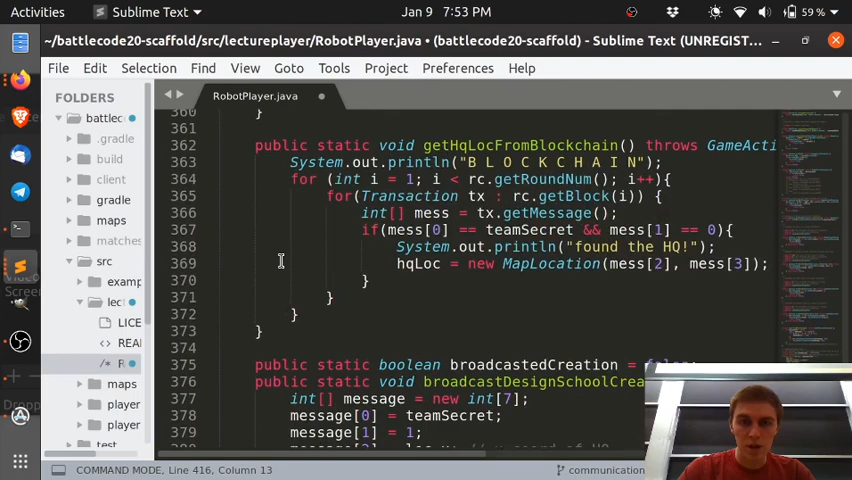 Activities Sublime Text Jan 9 7:53 PM 59 %
~/battlecode20-scaffold/src/lectureplayer/RobotPlayer.java • (battlecode20-scaffold) - Sublime Text (UNREGIST...
File Edit Selection Find View Goto Tools Project Preferences Help
FOLDERS
battlec
.gradle
build
client
gradle
maps
matches
src
examp
lect
LICE
REA
/* R
maps
player
player
test
RobotPlayer.java
360 }
361
362 public static void getHqLocFromBlockchain() throws GameActi
363 System.out.println("B L O C K C H A I N");
364 for (int i = 1; i < rc.getRoundNum(); i++){
365 for(Transaction tx : rc.getBlock(i)) {
366 int[] mess = tx.getMessage();
367 if(mess[0] == teamSecret && mess[1] == 0){
368 System.out.println("found the HQ!");
369 hqLoc = new MapLocation(mess[2], mess[3]);
370 }
371 }
372 }
373 }
374
375 public static boolean broadcastedCreation = false;
376 public static void broadcastDesignSchoolCrea
377 int[] message = new int[7];
378 message[0] = teamSecret;
379 message[1] = 1;
COMMAND MODE, Line 416, Column 13 communication